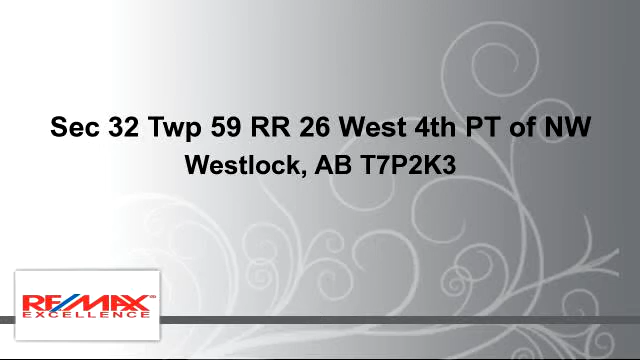 Sec 32 Twp 59 RR 26 West 4th PT of NW
Westlock, AB T7P2K3
RE/MAX
EXCELLENCE